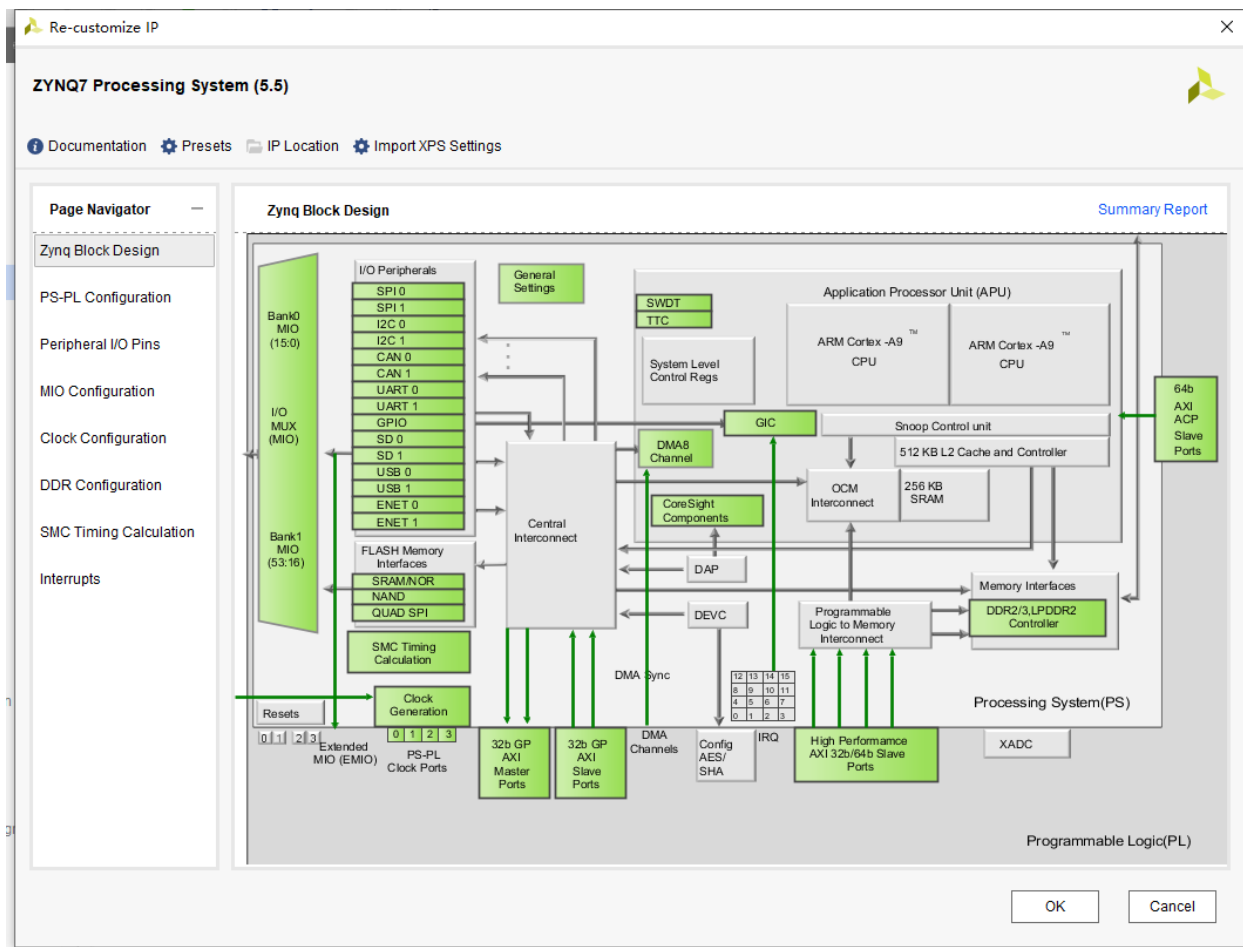 Re-customize IP
ZYNQ7 Processing System (5.5)
Documentation Presets IP Location Import XPS Settings
Page Navigator
Zynq Block Design
PS-PL Configuration
Peripheral I/O Pins
MIO Configuration
Clock Configuration
DDR Configuration
SMC Timing Calculation
Interrupts
Zynq Block Design
Summary Report
Bank0
MIO
(15:0)
I/O
MUX
(MIO)
Bank1
MIO
(53:16)
I/O Peripherals
SPI 0
SPI 1
I2C 0
I2C 1
CAN 0
CAN 1
UART 0
UART 1
GPIO
SD 0
SD 1
USB 0
USB 1
ENET 0
ENET 1
FLASH Memory
Interfaces
SRAM/NOR
NAND
QUAD SPI
SMC Timing
Calculation
Clock
Generation
Resets
0 1 2 3
Extended
MIO (EMIO)
0 1 2 3
PS-PL
Clock Ports
General
Settings
Central
Interconnect
32b GP
AXI
Master
Ports
32b GP
AXI
Slave
Ports
DMA Sync
DMA
Channels
Application Processor Unit (APU)
SWDT
TTC
System Level
Control Regs
ARM Cortex -A9 TM
CPU
ARM Cortex -A9 TM
CPU
GIC
Snoop Control unit
512 KB L2 Cache and Controller
DMA8
Channel
OCM
Interconnect
256 KB
SRAM
CoreSight
Components
DAP
DEVC
Programmable
Logic to Memory
Interconnect
Memory Interfaces
DDR2/3,LPDDR2
Controller
64b
AXI
ACP
Slave
Ports
12 13 14 15
8 9 10 11
4 5 6 7
0 1 2 3
IRQ
Config
AES/
SHA
High Performamce
AXI 32b/64b Slave
Ports
Processing System(PS)
XADC
Programmable Logic(PL)
OK
Cancel